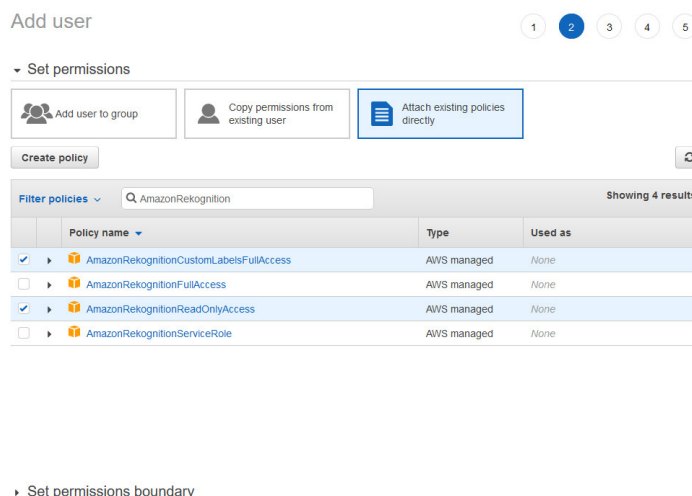 Add user
1 2 3 4 5
Set permissions
Add user to group
Copy permissions from
existing user
Attach existing policies
directly
Create policy
Filter policies
AmazonRekognition
Showing 4 results
Policy name Type Used as
AmazonRekognitionCustomLabelsFullAccess AWS managed None
AmazonRekognitionFullAccess AWS managed None
AmazonRekognitionReadOnlyAccess AWS managed None
AmazonRekognitionServiceRole AWS managed None
Set permissions boundary